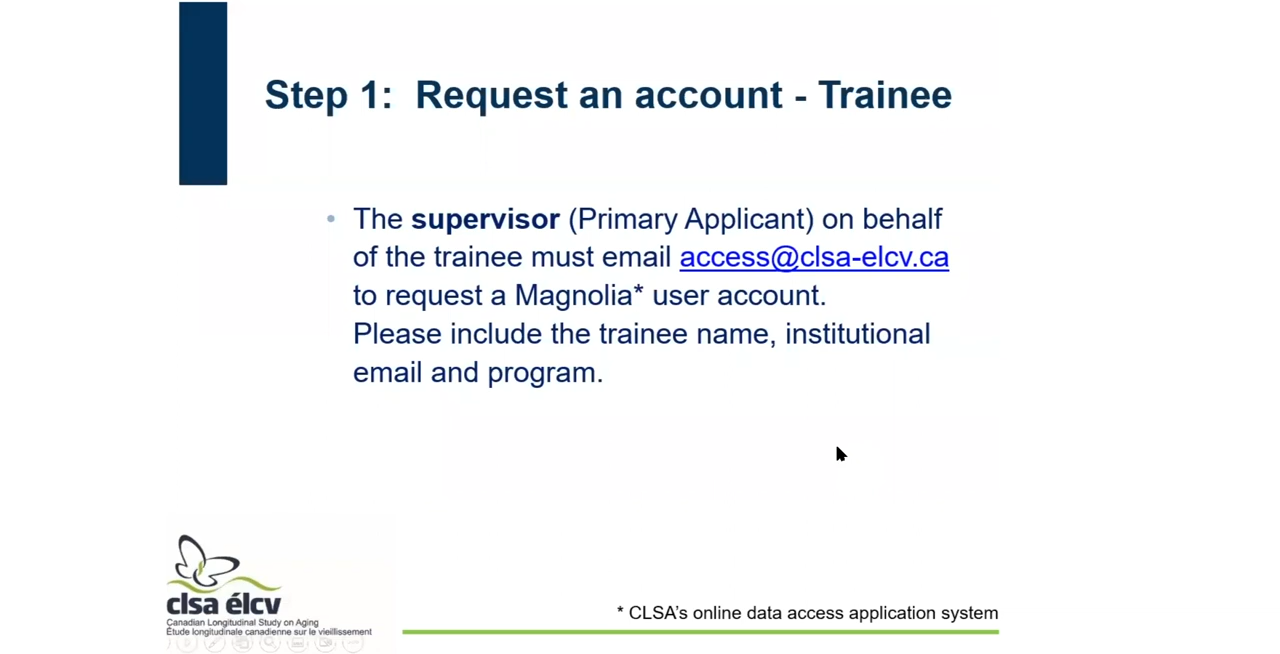 Step 1: Request an account - Trainee
• The supervisor (Primary Applicant) on behalf
of the trainee must email access@clsa-elcv.ca
to request a Magnolia* user account.
Please include the trainee name, institutional
email and program.
clsa élcv
Canadian Longitudinal Study on Aging
Étude longitudinale canadienne sur le vieillissement
* CLSA's online data access application system